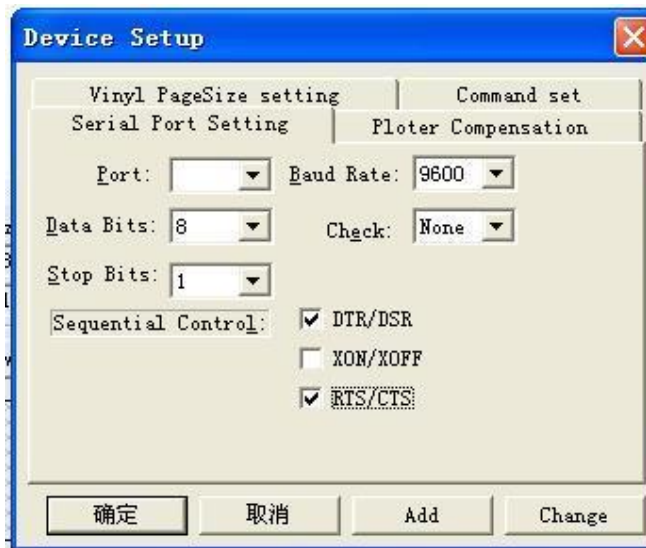 Device Setup
Vinyl PageSize setting
Command set
Serial Port Setting
Ploter Compensation
Port:
Baud Rate: 9600
Data Bits: 8
Check: None
Stop Bits: 1
Sequential Control:
DTR/DSR
XON/XOFF
RTS/CTS
确定
取消
Add
Change